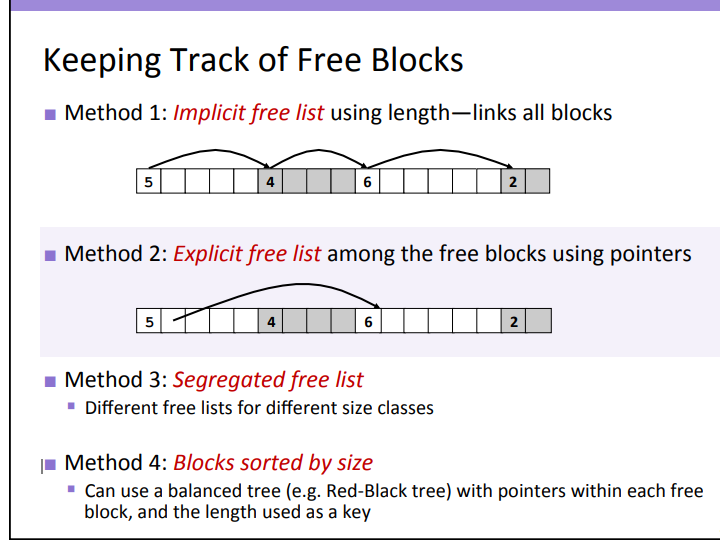 Keeping Track of Free Blocks
Method 1: Implicit free list using length—links all blocks
5 4 6 2
Method 2: Explicit free list among the free blocks using pointers
5 4 6 2
Method 3: Segregated free list
Different free lists for different size classes
Method 4: Blocks sorted by size
Can use a balanced tree (e.g. Red-Black tree) with pointers within each free
block, and the length used as a key